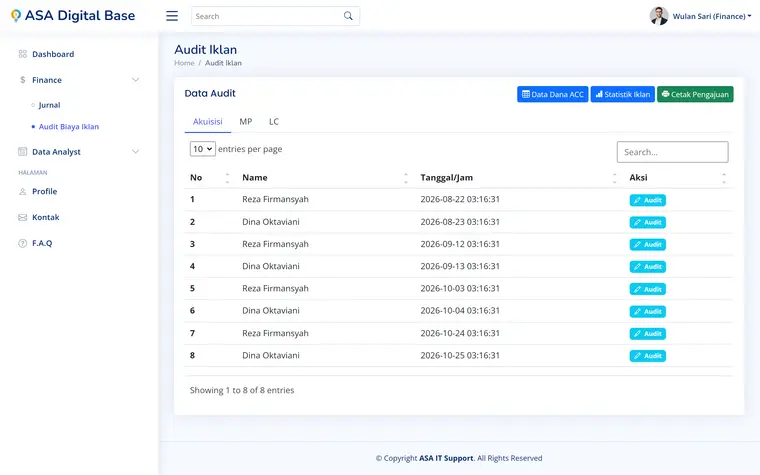 ASA Digital Base
Search
Wulan Sari (Finance)
Dashboard
Finance
Jurnal
Audit Biaya Iklan
Data Analyst
HALAMAN
Profile
Kontak
F.A.Q
Audit Iklan
Home / Audit Iklan
Data Audit
Data Dana ACC
Statistik Iklan
Cetak Pengajuan
Akuisisi MP LC
10 entries per page
Search...
No Name Tanggal/Jam Aksi
1 Reza Firmansyah 2026-08-22 03:16:31 Audit
2 Dina Oktaviani 2026-08-23 03:16:31 Audit
3 Reza Firmansyah 2026-09-12 03:16:31 Audit
4 Dina Oktaviani 2026-09-13 03:16:31 Audit
5 Reza Firmansyah 2026-10-03 03:16:31 Audit
6 Dina Oktaviani 2026-10-04 03:16:31 Audit
7 Reza Firmansyah 2026-10-24 03:16:31 Audit
8 Dina Oktaviani 2026-10-25 03:16:31 Audit
Showing 1 to 8 of 8 entries
© Copyright ASA IT Support. All Rights Reserved